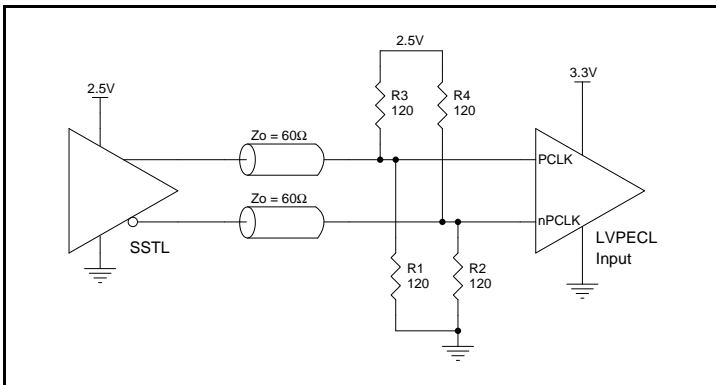 2.5V
3.3V
2.5V
R3
120
R4
120
Zo = 60Ω
PCLK
Zo = 60Ω
nPCLK
SSTL
LVPECL
Input
R1
120
R2
120